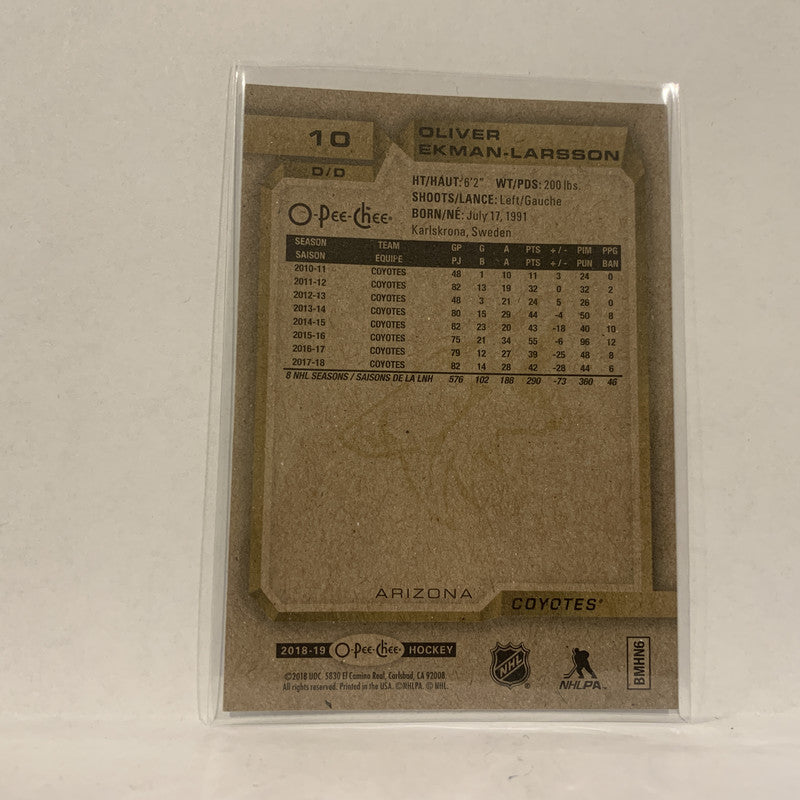 10
OLIVER
EKMAN-LARSSON
D/D
HT/HAUT: 6'2" WT/PDS: 200 lbs.
SHOOTS/LANCE: Left/Gauche
O-Pee-Chee
BORN/NÉ: July 17, 1991
Karlskrona, Sweden
SEASON TEAM GP G A PTS +/- PIM PPG
SAISON ÉQUIPE PJ B A PTS +/- PUN BAN
2010-11 COYOTES 48 1 10 11 3 24 0
2011-12 COYOTES 82 13 19 32 0 32 2
2012-13 COYOTES 48 3 21 24 5 26 0
2013-14 COYOTES 80 15 29 44 -4 50 8
2014-15 COYOTES 82 23 20 43 -18 40 10
2015-16 COYOTES 75 21 34 55 -6 96 12
2016-17 COYOTES 79 12 27 39 -25 48 8
2017-18 COYOTES 82 14 28 42 -28 44 6
8 NHL SEASONS / SAISONS DE LA LNH 576 102 188 290 -73 360 46
ARIZONA
COYOTES
2018-19 O-Pee-Chee HOCKEY
©2018 UDC. 5830 El Camino Real, Carlsbad, CA 92008.
All rights reserved. Printed in the USA. ©NHLPA. © NHL.
NHL
NHLPA
BMHN6